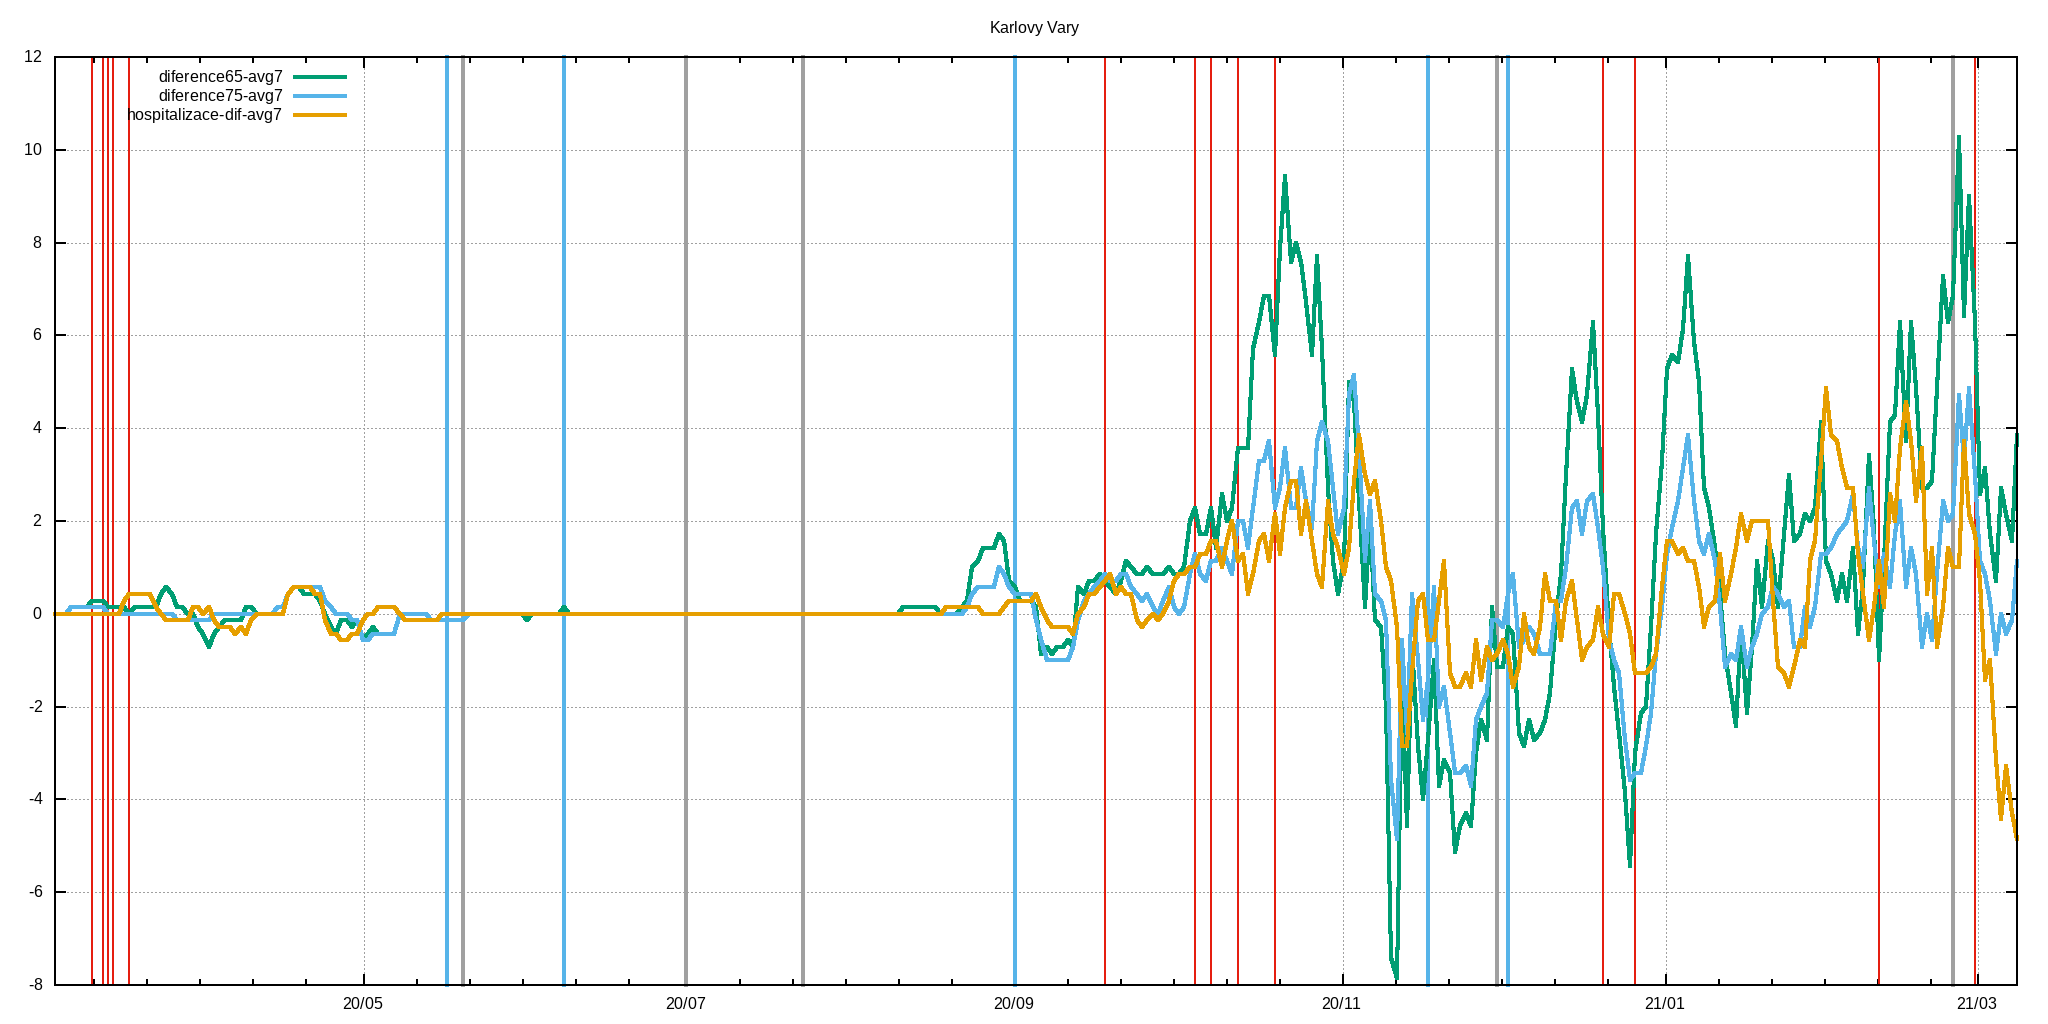 Karlovy Vary
12
diference65-avg7
diference75-avg7
hospitalizace-dif-avg7
10
8
6
4
2
0
-2
-4
-6
-8
20/05 20/07 20/09 20/11 21/01 21/03